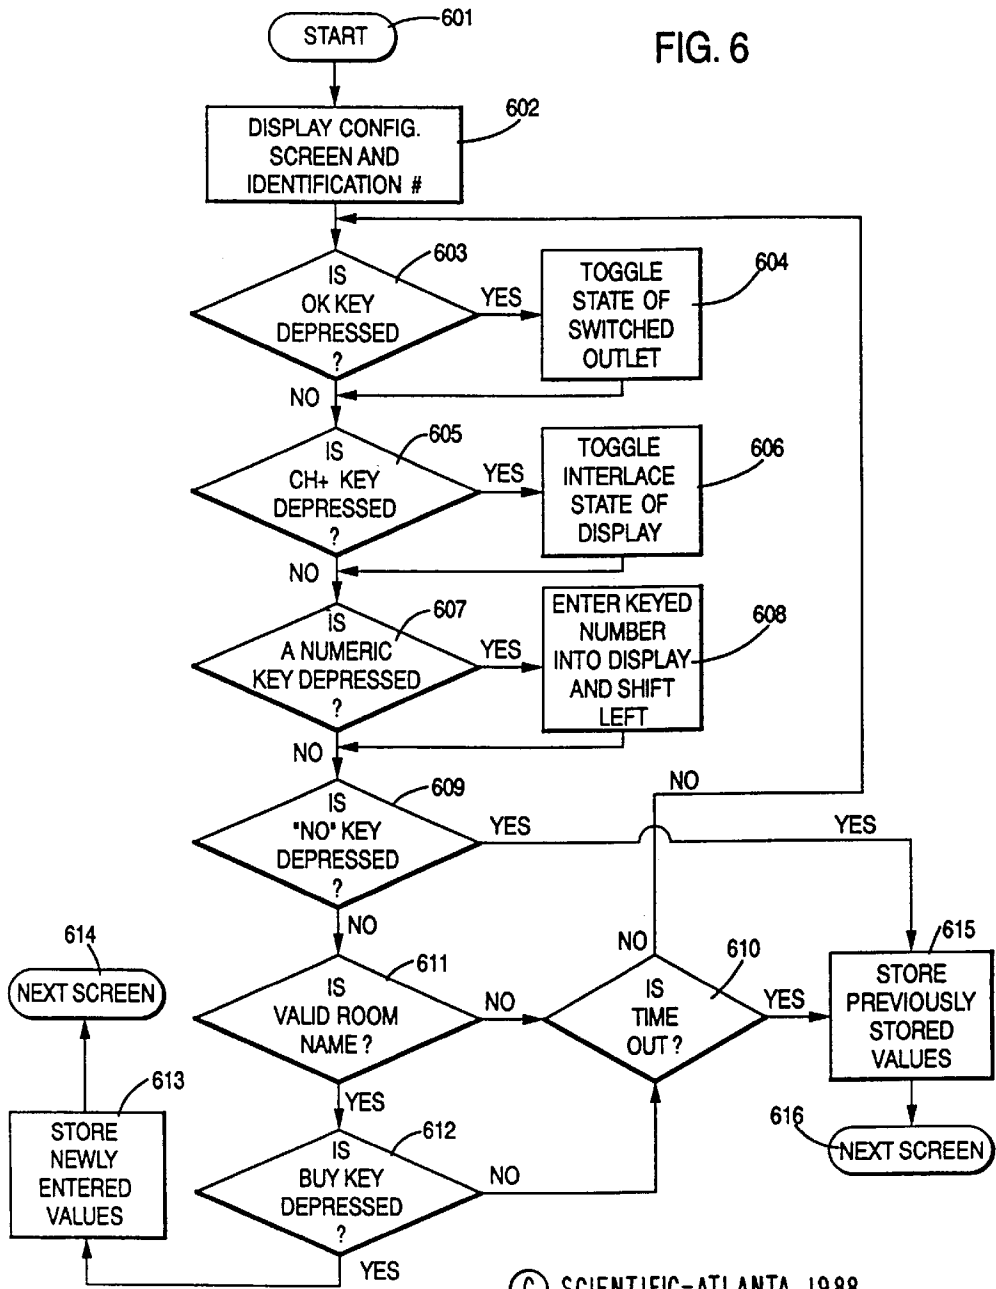 601
START
FIG. 6
602
DISPLAY CONFIG.
SCREEN AND
IDENTIFICATION #
603
IS
OK KEY
DEPRESSED
?
YES
604
TOGGLE
STATE OF
SWITCHED
OUTLET
NO
605
IS
CH+ KEY
DEPRESSED
?
YES
606
TOGGLE
INTERLACE
STATE OF
DISPLAY
NO
607
IS
A NUMERIC
KEY DEPRESSED
?
YES
608
ENTER KEYED
NUMBER
INTO DISPLAY
AND SHIFT
LEFT
NO
609
IS
"NO" KEY
DEPRESSED
?
YES
NO
YES
NO
611
IS
VALID ROOM
NAME ?
NO
NO
610
IS
TIME
OUT ?
YES
615
STORE
PREVIOUSLY
STORED
VALUES
616
NEXT SCREEN
YES
612
IS
BUY KEY
DEPRESSED
?
NO
YES
613
STORE
NEWLY
ENTERED
VALUES
614
NEXT SCREEN
© SCIENTIFIC-ATLANTA 1988